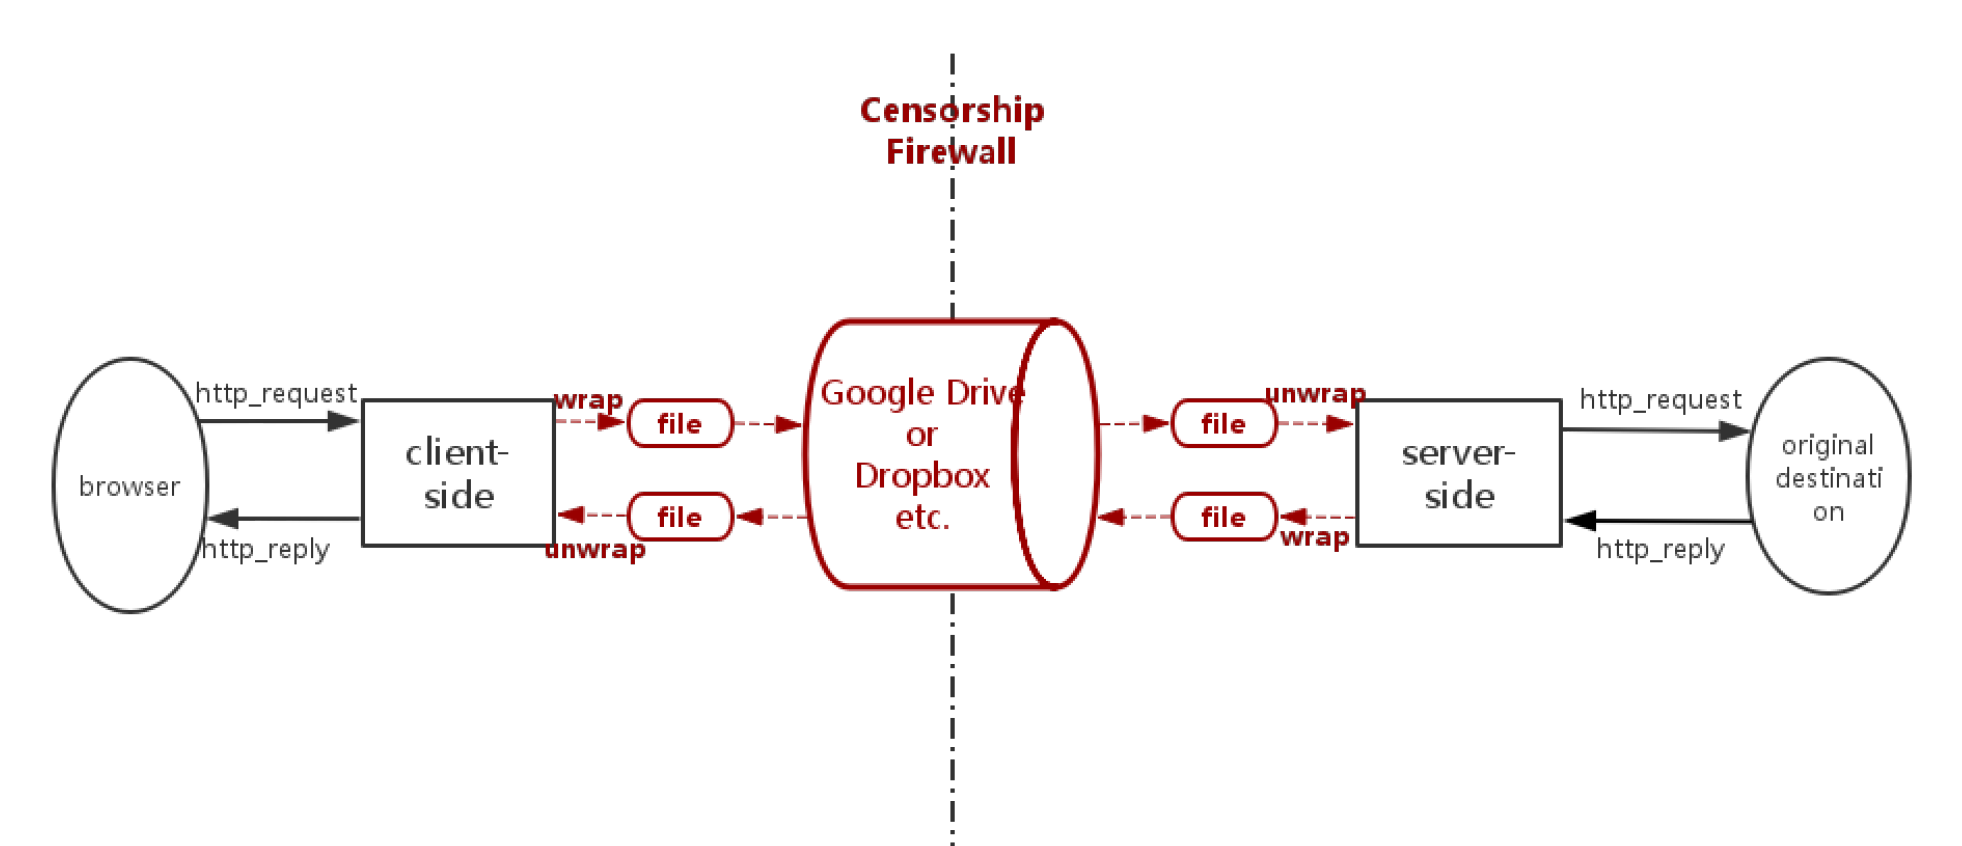 Censorship
Firewall
http_request
browser
http_reply
client-
side
wrap
file
unwrap
file
Google Drive
or
Dropbox
etc.
file
unwrap
file
wrap
server-
side
http_request
http_reply
original
destinati
on